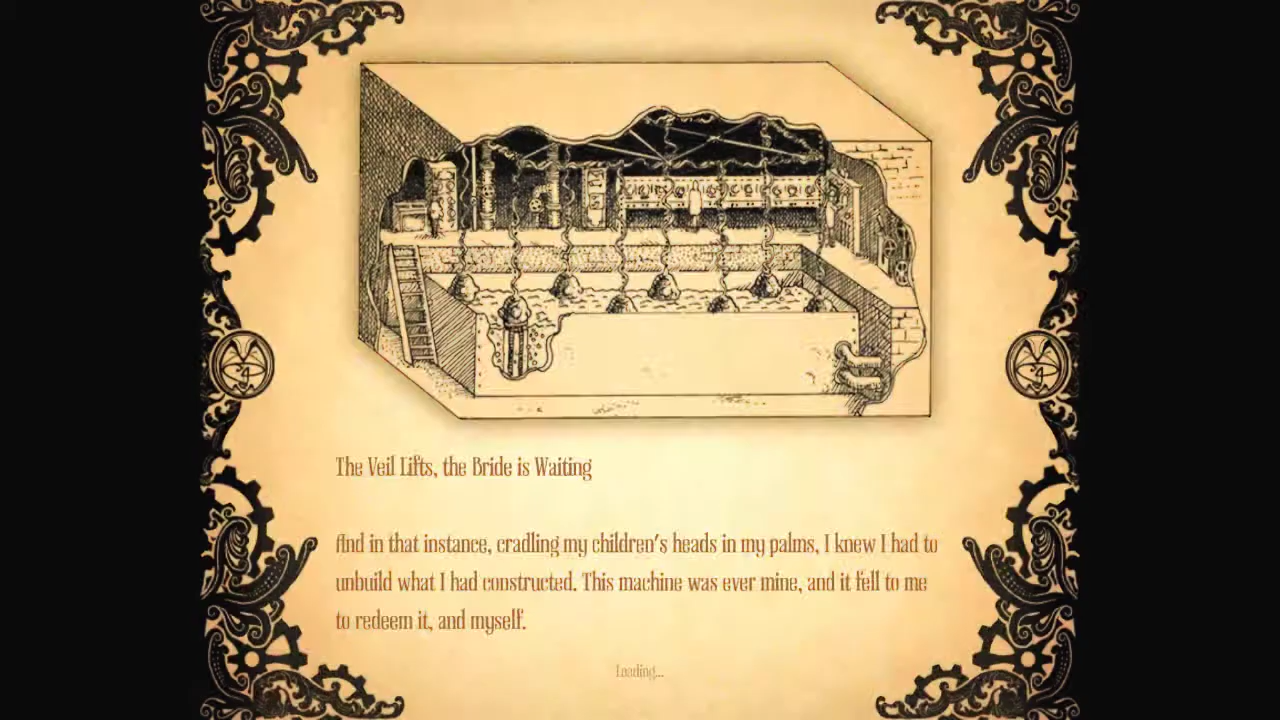 The Veil Lifts, the Bride is Waiting
And in that instance, cradling my children's heads in my palms, I knew I had to
unbuild what I had constructed. This machine was ever mine, and it fell to me
to redeem it, and myself.
Loading...